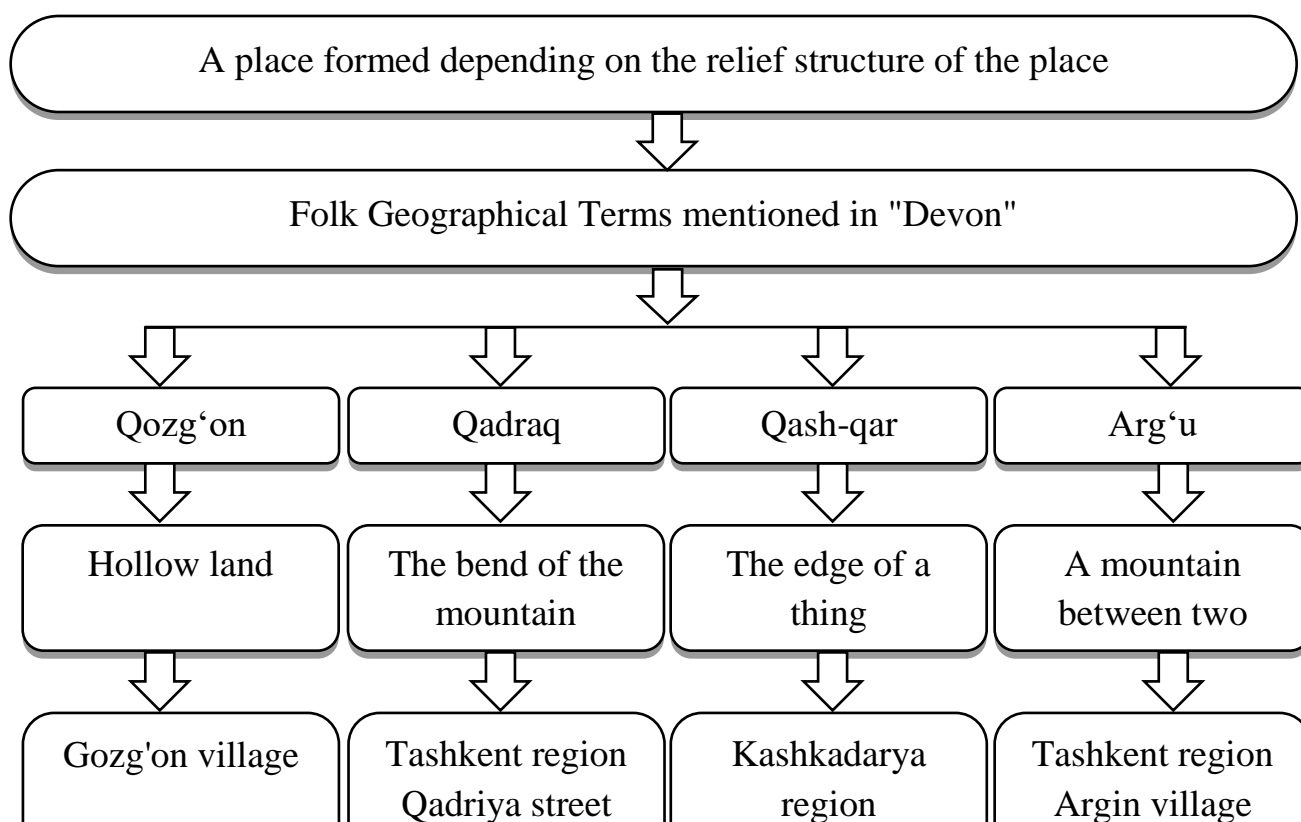 A place formed depending on the relief structure of the place
Folk Geographical Terms mentioned in "Devon"
Qozg‘on
Qadraq
Qash-qar
Arg‘u
Hollow land
The bend of the
mountain
The edge of a
thing
A mountain
between two
Gozg'on village
Tashkent region
Qadriya street
Kashkadarya
region
Tashkent region
Argin village